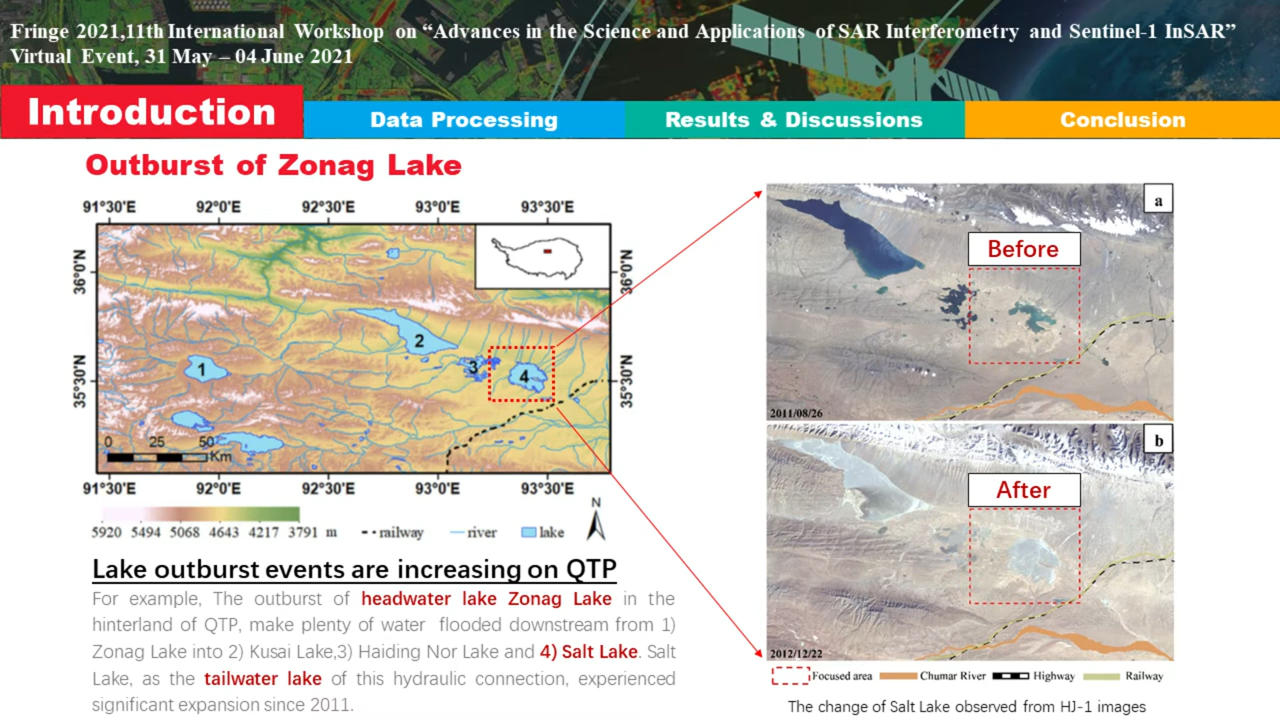 Fringe 2021,11th International Workshop on “Advances in the Science and Applications of SAR Interferometry and Sentinel-1 InSAR”
Virtual Event, 31 May – 04 June 2021
Introduction
Data Processing
Results & Discussions
Conclusion
Outburst of Zonag Lake
91°30'E 92°0'E 92°30'E 93°0'E 93°30'E
36°0'N
35°30'N
36°0'N
35°30'N
1
2
3
4
0 25 50
Km
91°30'E 92°0'E 92°30'E 93°0'E 93°30'E
N
5920 5494 5068 4643 4217 3791 m
railway
river
lake
Lake outburst events are increasing on QTP
For example, The outburst of headwater lake Zonag Lake in the
hinterland of QTP, make plenty of water flooded downstream from 1)
Zonag Lake into 2) Kusai Lake,3) Haiding Nor Lake and 4) Salt Lake. Salt
Lake, as the tailwater lake of this hydraulic connection, experienced
significant expansion since 2011.
a
Before
2011/08/26
b
After
2012/12/22
Focused area
Chumar River
Highway
Railway
The change of Salt Lake observed from HJ-1 images